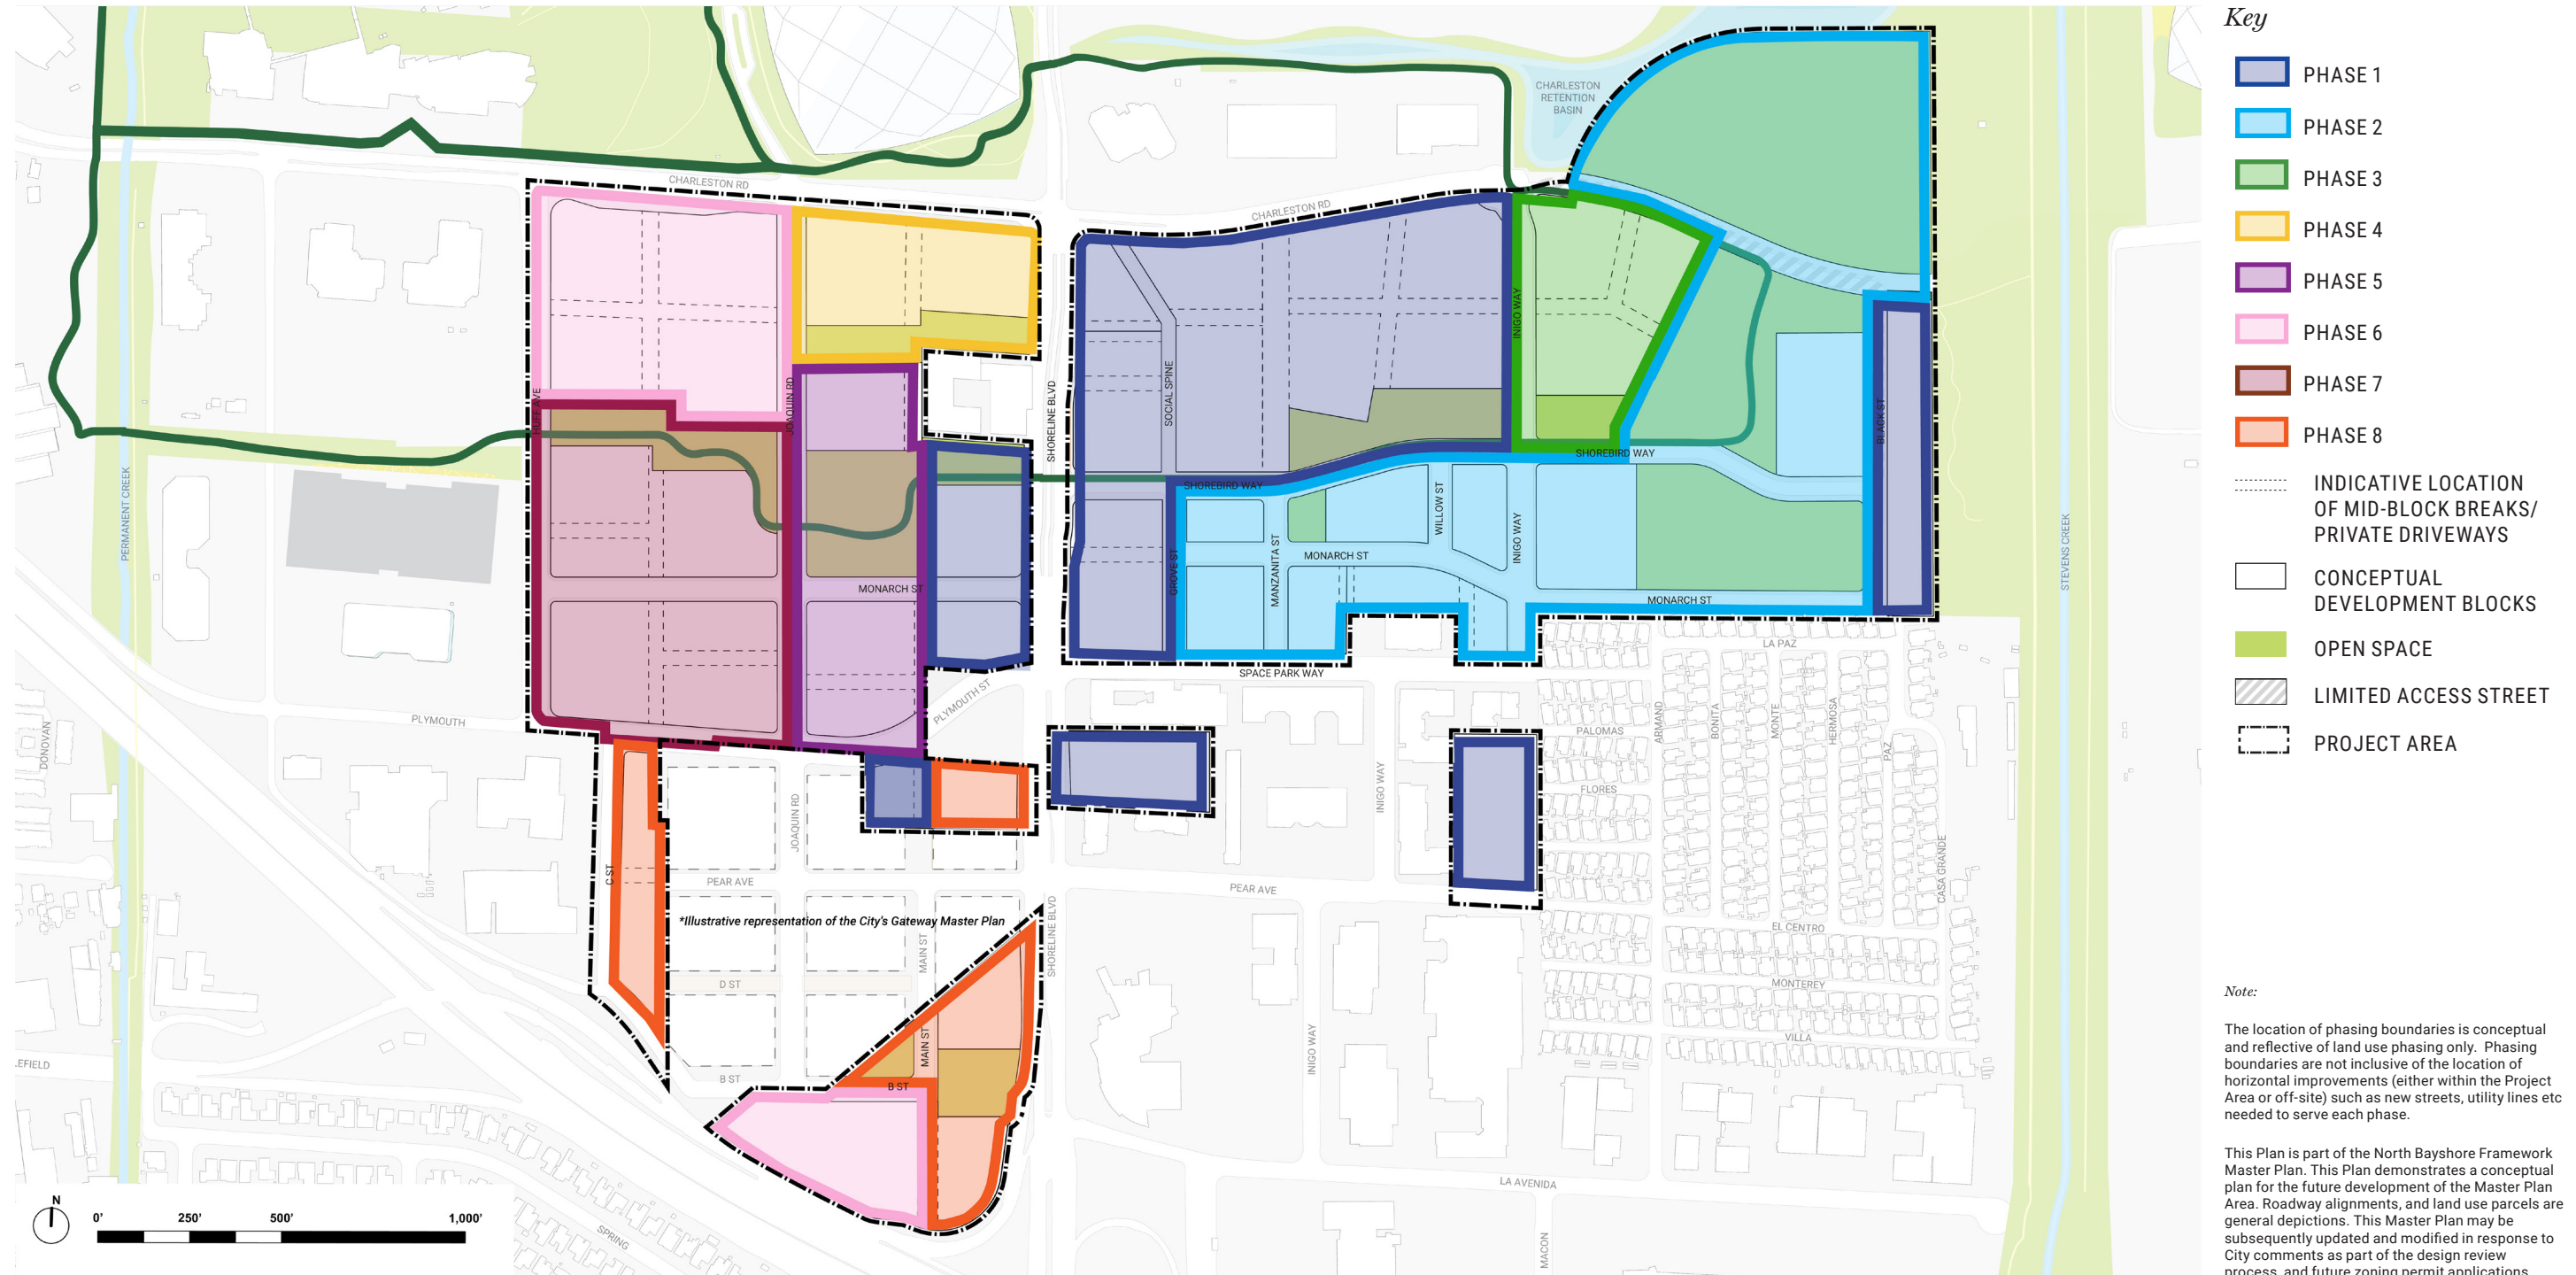 Key
PHASE 1
PHASE 2
PHASE 3
PHASE 4
PHASE 5
PHASE 6
PHASE 7
PHASE 8
INDICATIVE LOCATION
OF MID-BLOCK BREAKS/
PRIVATE DRIVEWAYS
CONCEPTUAL
DEVELOPMENT BLOCKS
OPEN SPACE
LIMITED ACCESS STREET
PROJECT AREA
Note:
The location of phasing boundaries is conceptual
and reflective of land use phasing only. Phasing
boundaries are not inclusive of the location of
horizontal improvements (either within the Project
Area or off-site) such as new streets, utility lines etc
needed to serve each phase.
This Plan is part of the North Bayshore Framework
Master Plan. This Plan demonstrates a conceptual
plan for the future development of the Master Plan
Area. Roadway alignments, and land use parcels are
general depictions. This Master Plan may be
subsequently updated and modified in response to
City comments as part of the design review
process, and future zoning permit applications
CHARLESTON
RETENTION
BASIN
CHARLESTON RD
CHARLESTON RD
PERMANENT CREEK
HUFF AVE
JOAQUIN RD
SHORELINE BLVD
SOCIAL SPINE
INIGO WAY
BLACK ST
STEVENS CREEK
SHOREBIRD WAY
SHOREBIRD WAY
GROVE ST
MANZANITA ST
WILLOW ST
INIGO WAY
MONARCH ST
MONARCH ST
MONARCH ST
SPACE PARK WAY
PLYMOUTH ST
PLYMOUTH
DONOVAN
LA PAZ
ARMAND
BONITA
MONTE
HERMOSA
PAZ
PALOMAS
FLORES
CASA GRANDE
INIGO WAY
JOAQUIN RD
C ST
PEAR AVE
PEAR AVE
*Illustrative representation of the City's Gateway Master Plan
MAIN ST
SHORELINE BLVD
EL CENTRO
MONTEREY
VILLA
D ST
B ST
B ST
MAIN ST
INIGO WAY
LEFIELD
LA AVENIDA
MACON
SPRING
N
0' 250' 500' 1,000'